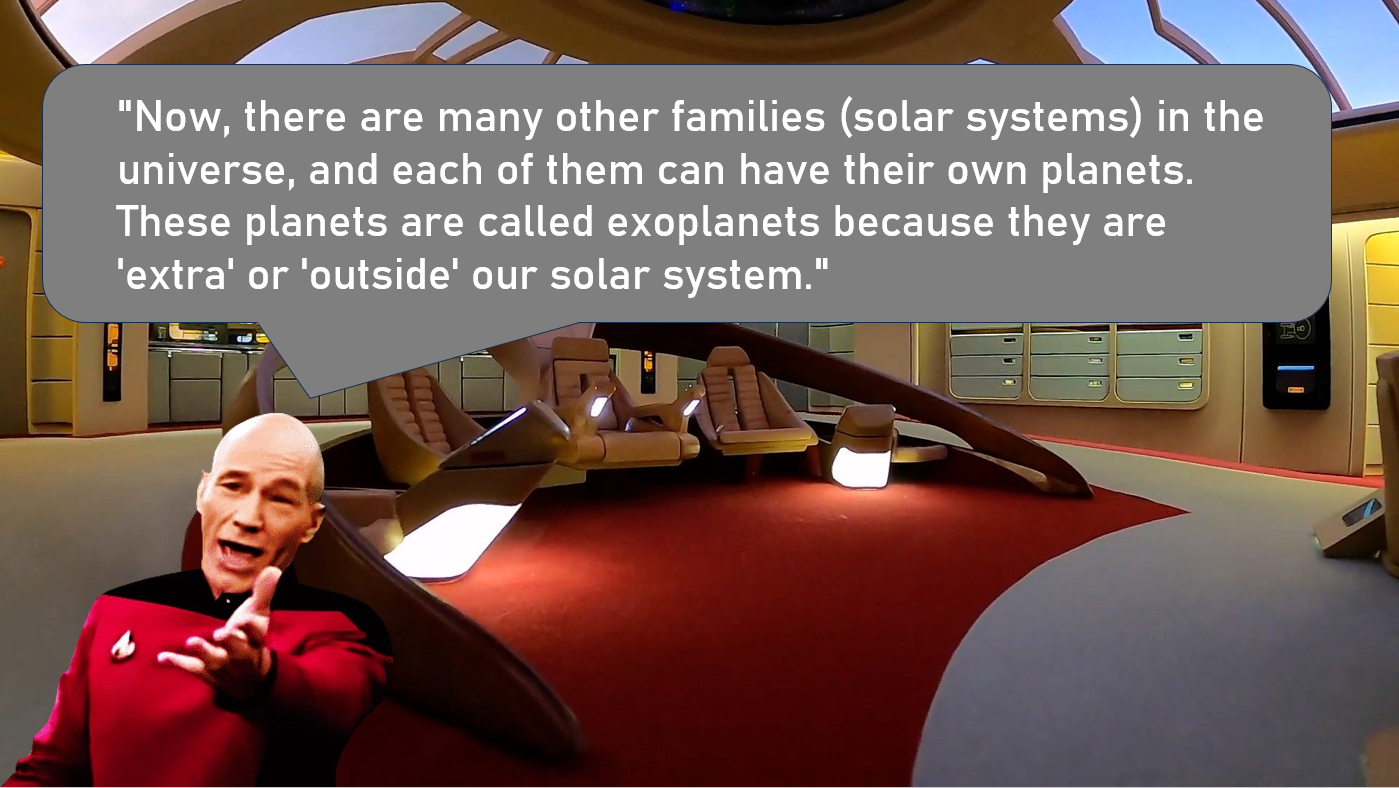 "Now, there are many other families (solar systems) in the
universe, and each of them can have their own planets.
These planets are called exoplanets because they are
'extra' or 'outside' our solar system."